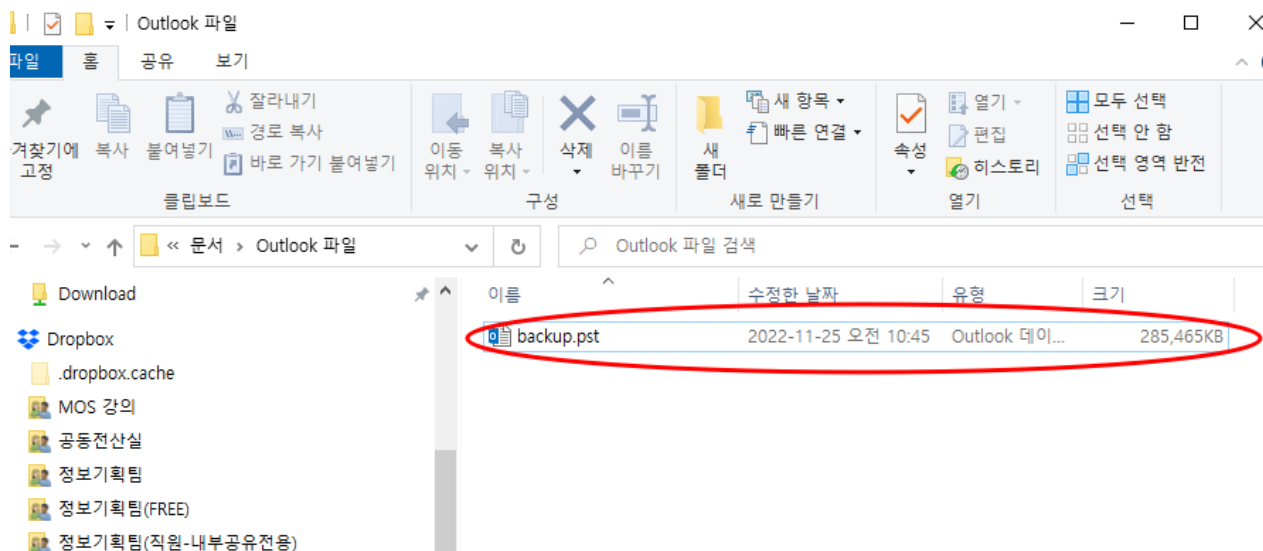 Outlook 파일
파일 홈 공유 보기
잘라내기
경로 복사
바로 가기 붙여넣기
복사 붙여넣기
고정
클립보드
이동 위치
복사 위치
삭제
이름 바꾸기
구성
새 폴더
새 항목
빠른 연결
새로 만들기
속성
열기
편집
히스토리
열기
모두 선택
선택 안 함
선택 영역 반전
선택
« 문서 › Outlook 파일
Outlook 파일 검색
Download
Dropbox
.dropbox.cache
MOS 강의
공동전산실
정보기획팀
정보기획팀(FREE)
정보기획팀(직원-내부공유전용)
이름 수정한 날짜 유형 크기
backup.pst 2022-11-25 오전 10:45 Outlook 데이... 285,465KB